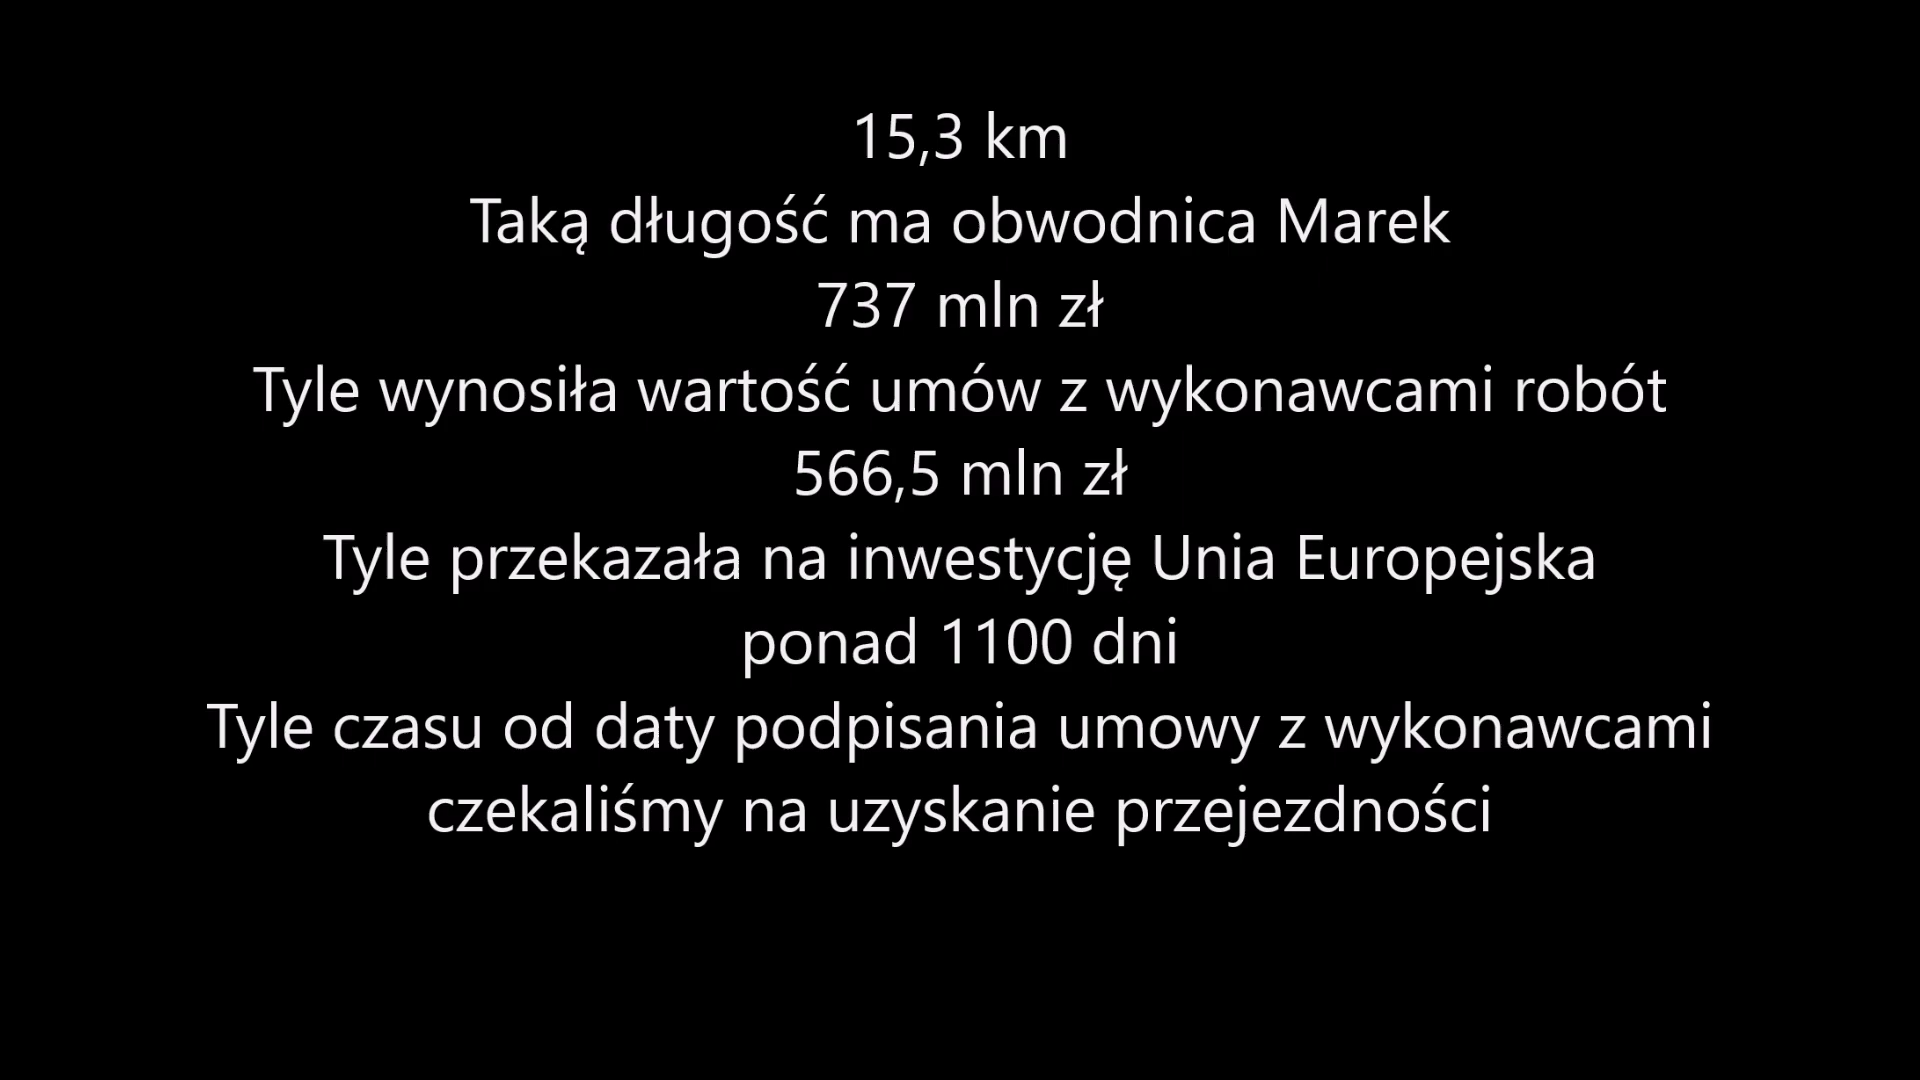 15,3 km
Taką długość ma obwodnica Marek
737 mln zł
Tyle wynosiła wartość umów z wykonawcami robót
566,5 mln zł
Tyle przekazała na inwestycję Unia Europejska
ponad 1100 dni
Tyle czasu od daty podpisania umowy z wykonawcami
czekaliśmy na uzyskanie przejezdności